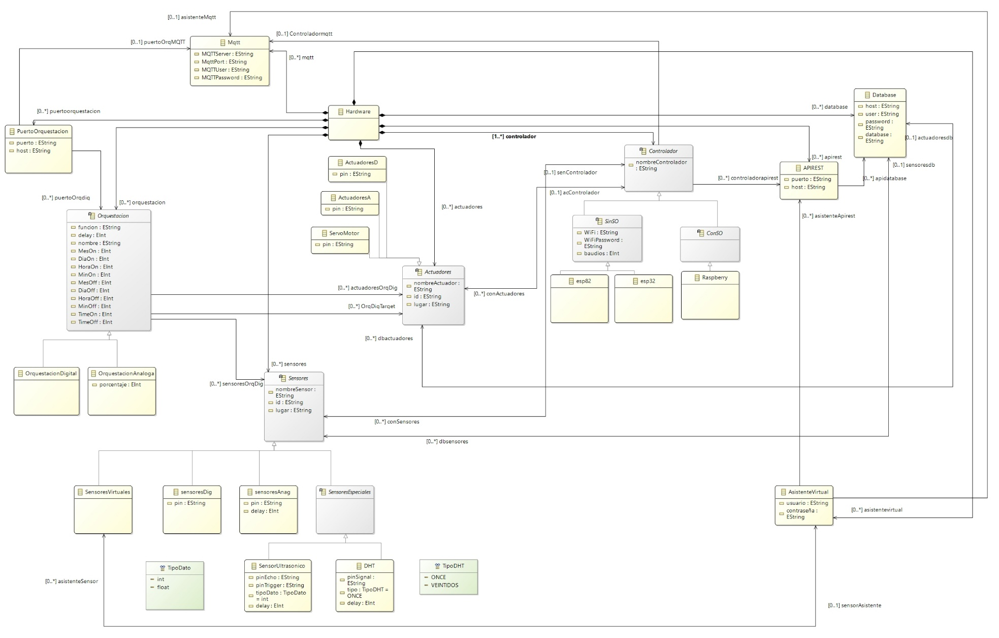 [0..1] asistenteMqtt
[0..1] puertoOrqMQTT
[0..1] Controladormqtt
[0..*] mqtt
Mqtt
MQTTServer : EString
MqttPort : EString
MQTTUser : EString
MQTTPassword : EString
[0..*] puertoorquestacion
Hardware
[0..*] database
Database
host : EString
user : EString
password :
EString
database :
EString
[0..1] actuadoresdb
PuertoOrquestacion
puerto : EString
host : EString
[1..*] controlador
Controlador
nombreControlador
: EString
[0..*] apirest
[0..1] sensoresdb
APIREST
puerto : EString
host : EString
[0..*] apidatabase
[0..1] senControlador
[0..*] controladorapirest
[0..1] acControlador
ActuadoresD
pin : EString
ActuadoresA
pin : EString
ServoMotor
pin : EString
[0..*] puertoOrqdig
[0..*] orquestacion
[0..*] actuadores
[0..*] asistenteApirest
Orquestacion
funcion : EString
delay : EInt
nombre : EString
MesOn : EInt
DiaOn : EInt
HoraOn : EInt
MinOn : EInt
MesOff : EInt
DiaOff : EInt
HoraOff : EInt
MinOff : EInt
TimeOn : EInt
TimeOff : EInt
SinSO
WiFi : EString
WiFiPassword :
EString
baudios : EInt
ConSO
esp82
esp32
Raspberry
Actuadores
nombreActuador :
EString
id : EString
lugar : EString
[0..*] actuadoresOrqDig
[0..*] OrqDigTarget
[0..*] conActuadores
[0..*] dbactuadores
[0..*] sensores
[0..*] sensoresOrqDig
OrquestacionDigital
OrquestacionAnaloga
porcentaje : EInt
Sensores
nombreSensor :
EString
id : EString
lugar : EString
[0..*] conSensores
[0..*] dbsensores
SensoresVirtuales
sensoresDig
pin : EString
sensoresAnag
pin : EString
delay : EInt
SensoresEspeciales
AsistenteVirtual
usuario : EString
contraseña :
EString
[0..*] asistentevirtual
[0..*] asistenteSensor
TipoDato
int
float
SensorUltrasonico
pinEcho : EString
pinTrigger : EString
tipoDato : TipoDato
= int
delay : EInt
DHT
pinSignal :
EString
tipo : TipoDHT =
ONCE
delay : EInt
TipoDHT
ONCE
VEINTIDOS
[0..1] sensorAsistente